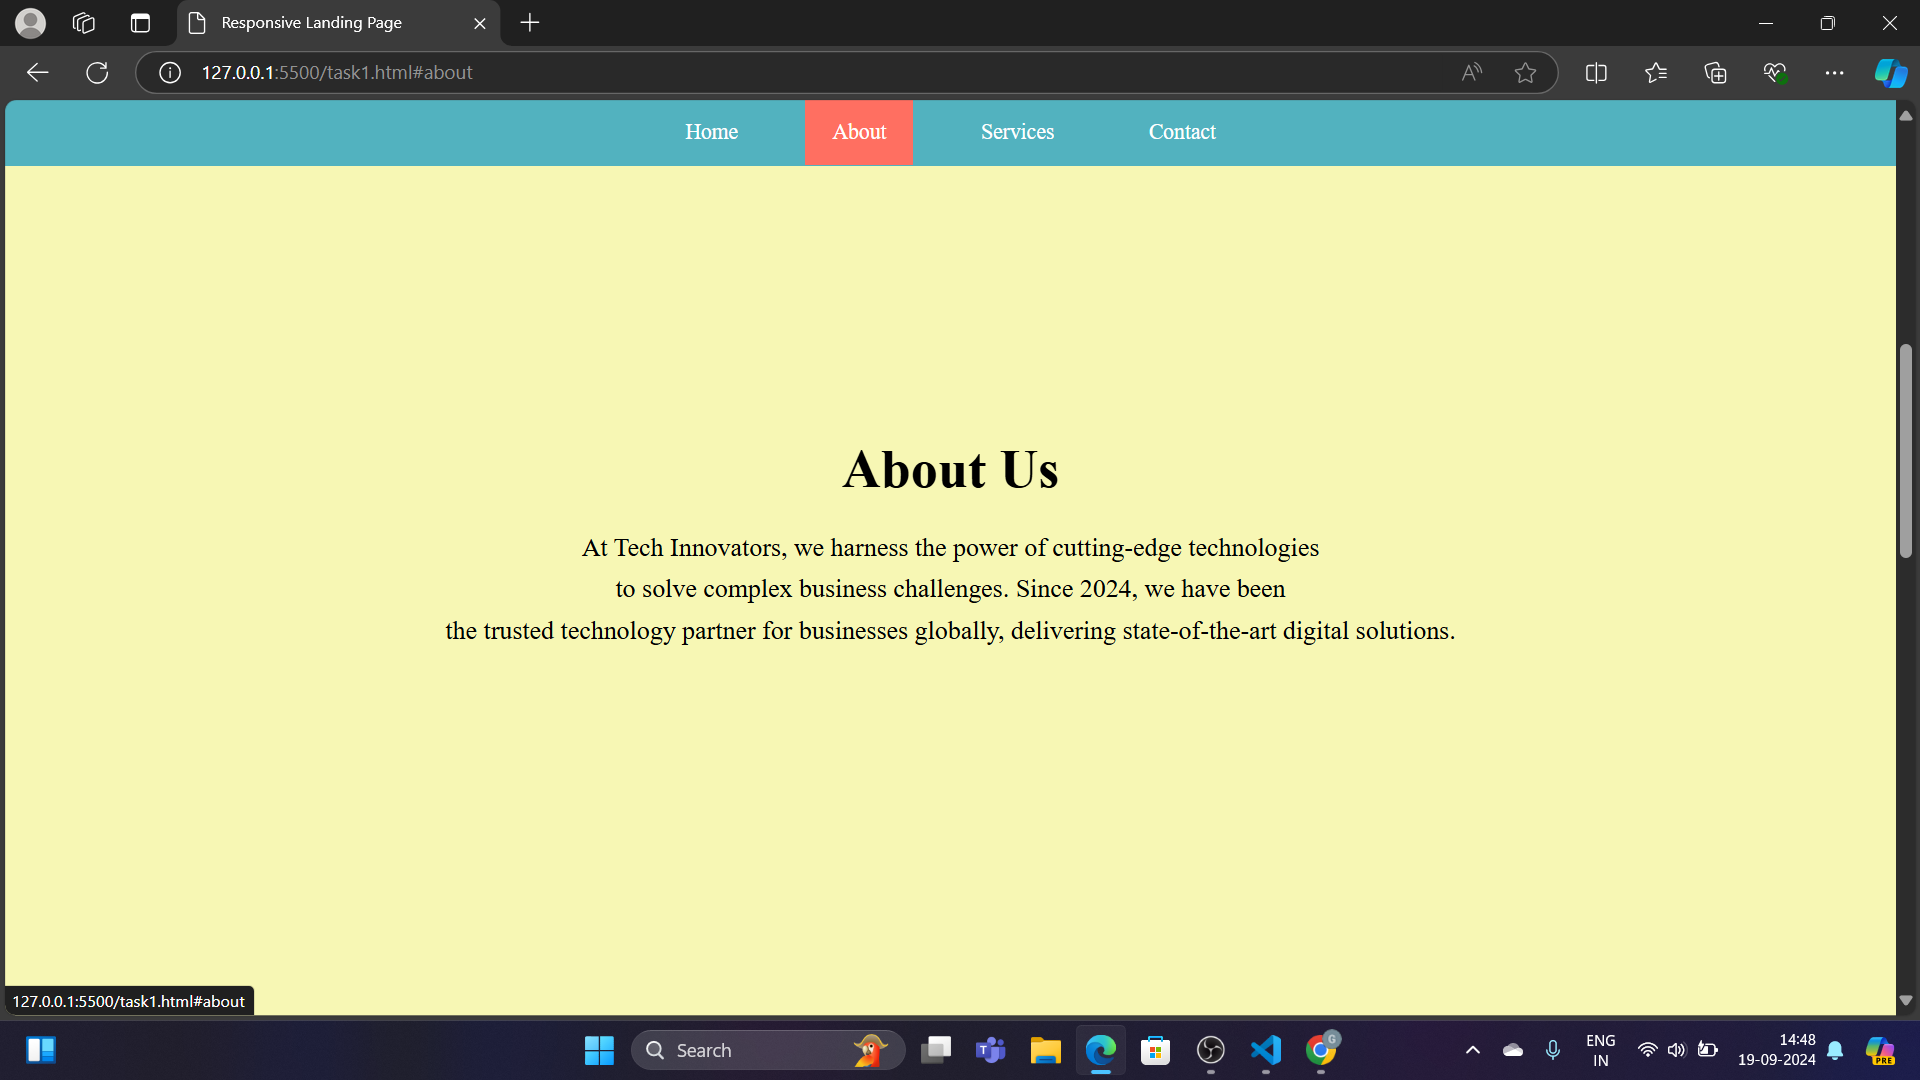 Responsive Landing Page
127.0.0.1:5500/task1.html#about
Home About Services Contact
About Us
At Tech Innovators, we harness the power of cutting-edge technologies
to solve complex business challenges. Since 2024, we have been
the trusted technology partner for businesses globally, delivering state-of-the-art digital solutions.
127.0.0.1:5500/task1.html#about
Search
G
ENG
IN
14:48
19-09-2024
PRE